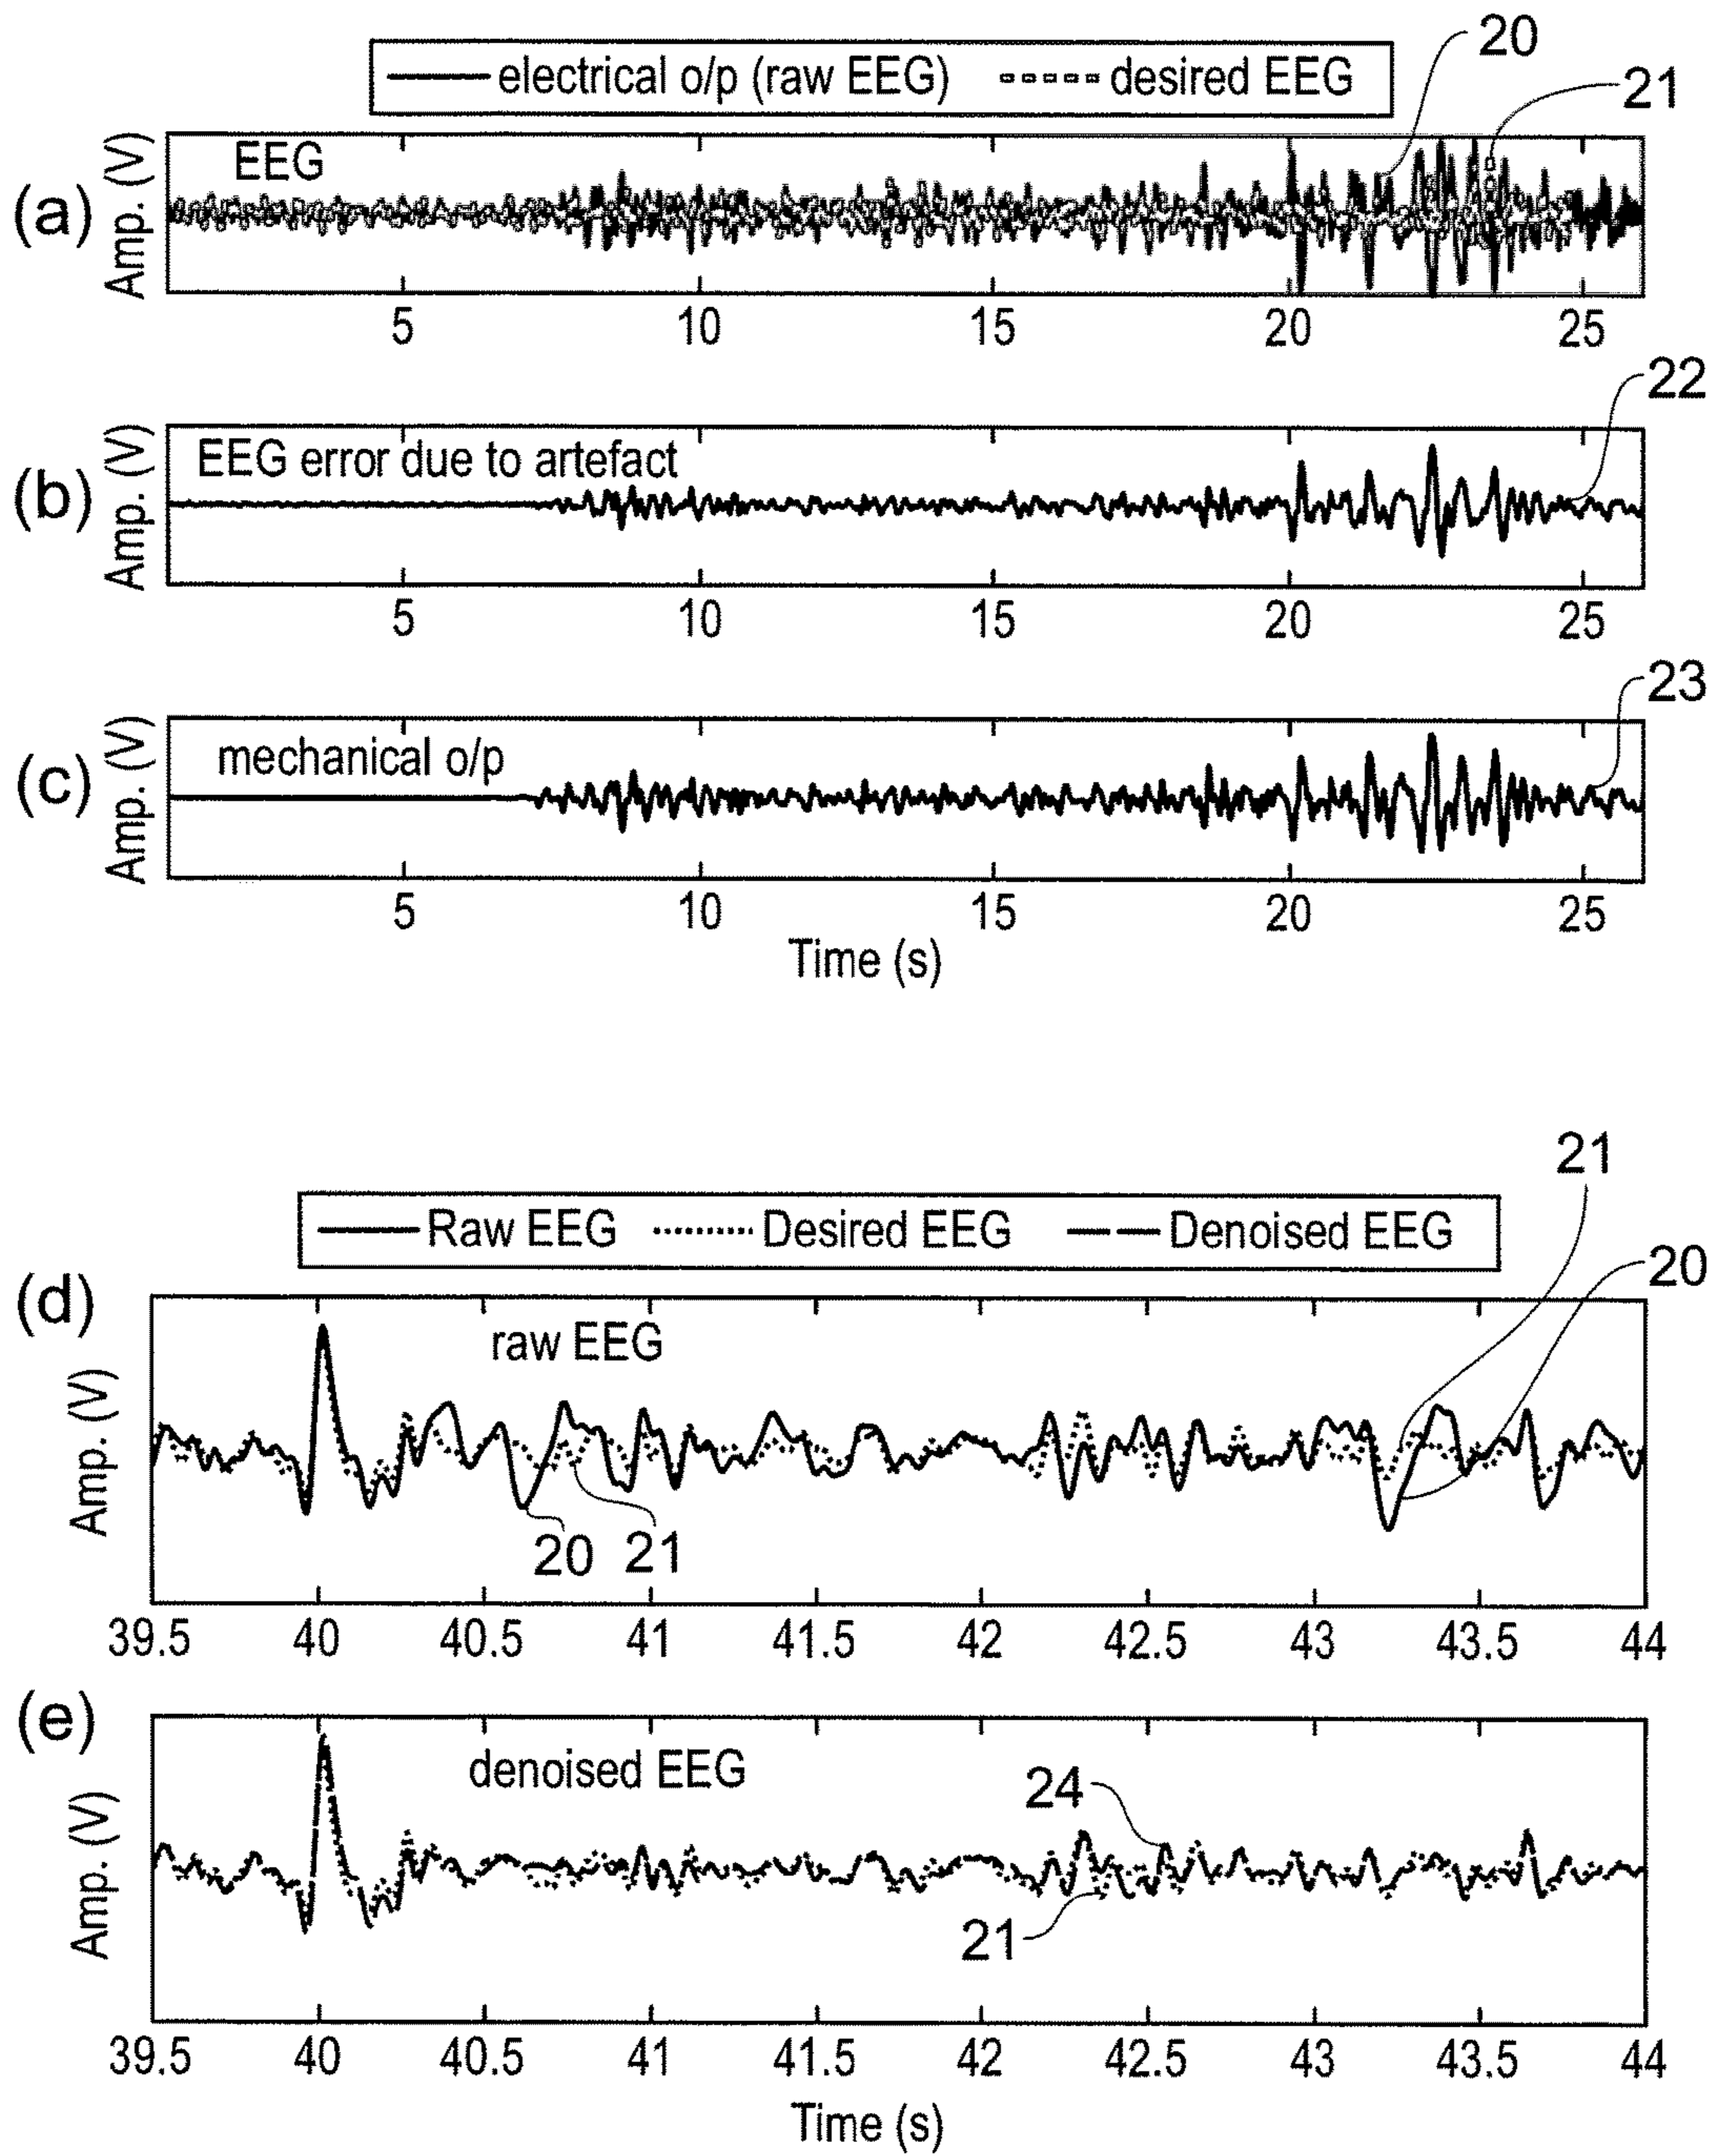 20
electrical o/p (raw EEG) desired EEG
21
(a)
Amp. (V)
EEG
5 10 15 20 25
22
(b)
Amp. (V)
EEG error due to artefact
5 10 15 20 25
23
(c)
Amp. (V)
mechanical o/p
5 10 15 20 25
Time (s)
21
Raw EEG Desired EEG Denoised EEG
20
(d)
Amp. (V)
raw EEG
20 21
39.5 40 40.5 41 41.5 42 42.5 43 43.5 44
(e)
Amp. (V)
denoised EEG
24
21
39.5 40 40.5 41 41.5 42 42.5 43 43.5 44
Time (s)